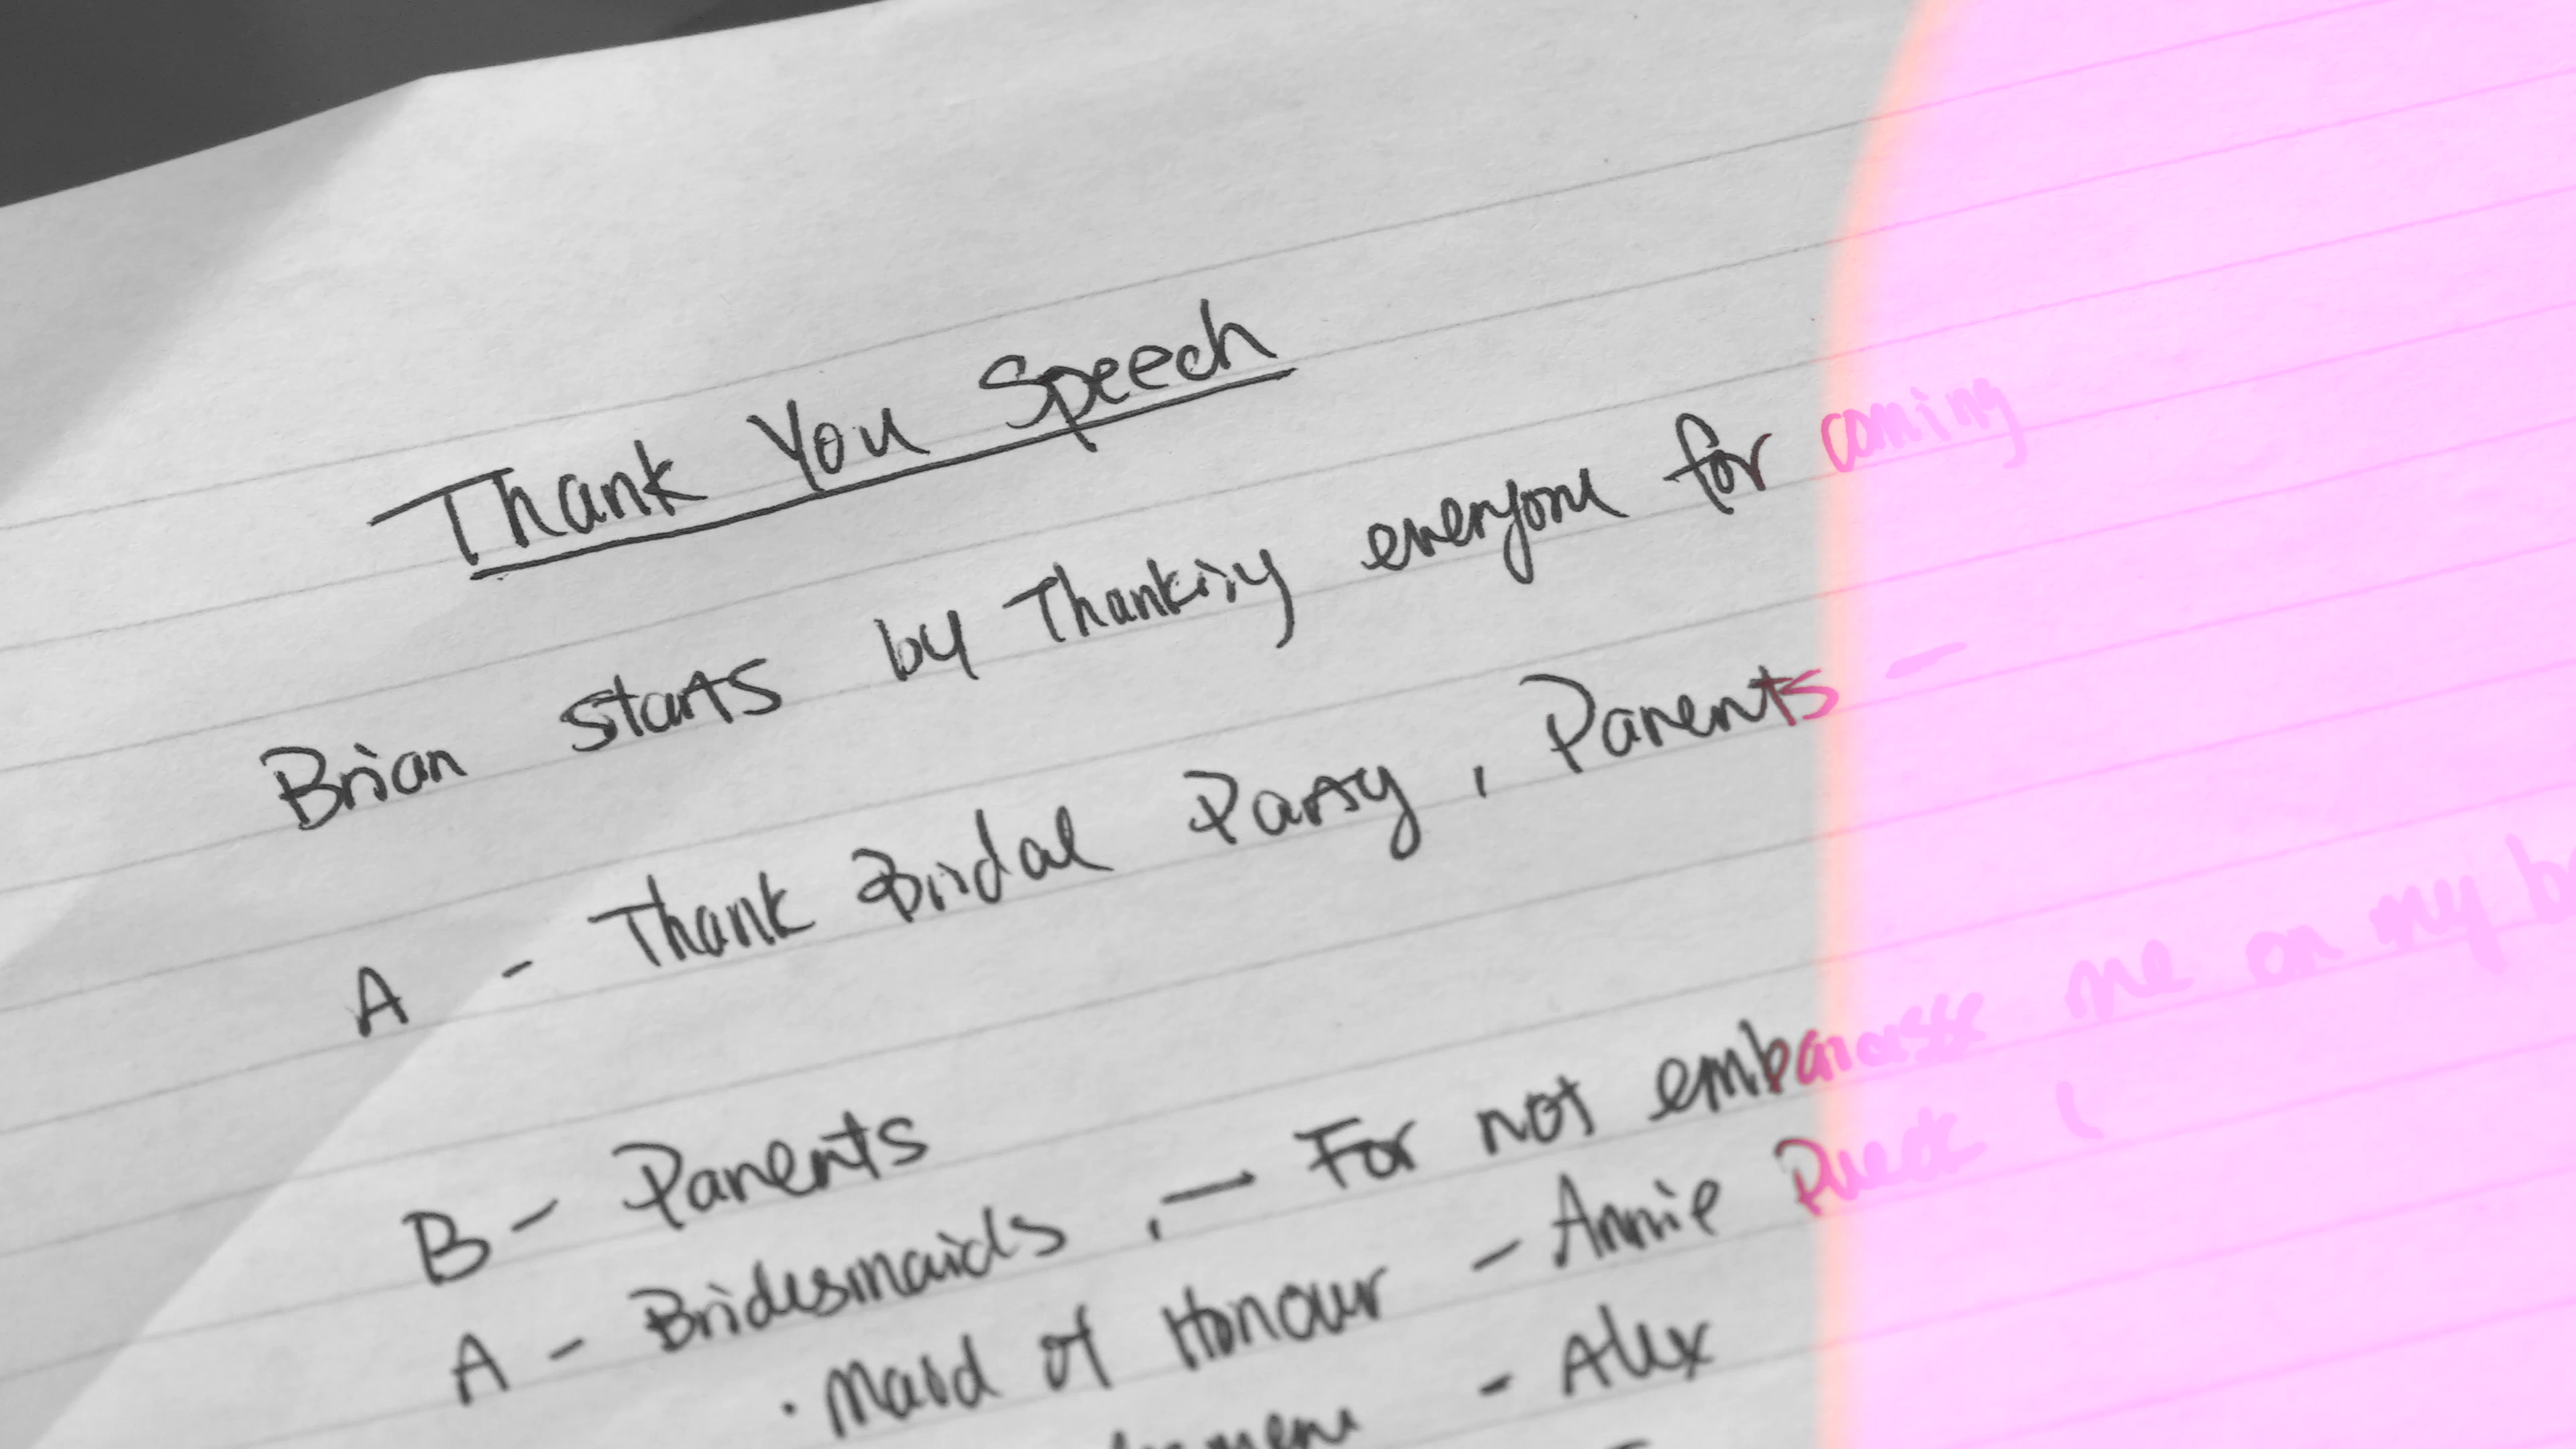 Thank You Speech
Brian starts by Thanking everyone for coming
A - Thank Bridal Party, Parents -
B - Parents
A - Bridesmaids, - For not embarasse me on my
· Maid of Honour - Annie
- Alex